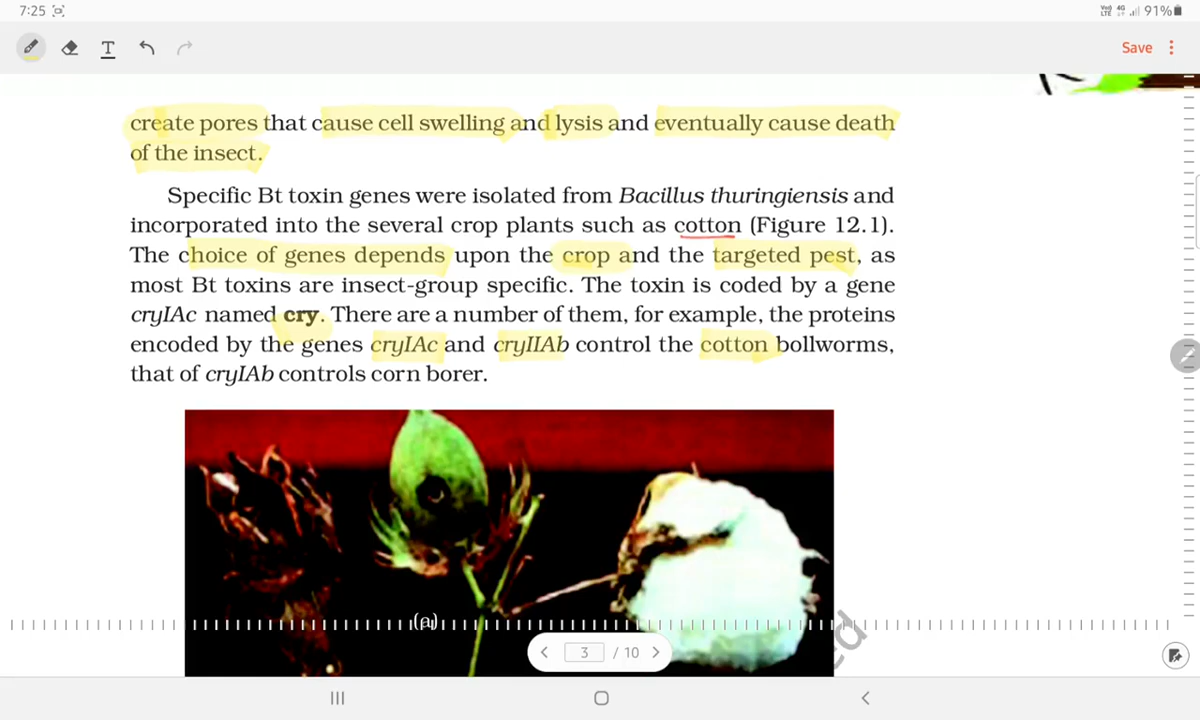 7:25
Vo) 4G
LTE
91%
T
Save
create pores that cause cell swelling and lysis and eventually cause death
of the insect.
Specific Bt toxin genes were isolated from Bacillus thuringiensis and
incorporated into the several crop plants such as cotton (Figure 12.1).
The choice of genes depends upon the crop and the targeted pest, as
most Bt toxins are insect-group specific. The toxin is coded by a gene
cryIAc named cry. There are a number of them, for example, the proteins
encoded by the genes cryIAc and cryIIAb control the cotton bollworms,
that of cryIAb controls corn borer.
(a)
ed
3 / 10